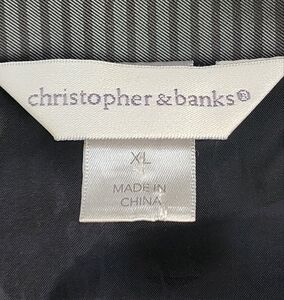 christopher & banks®
XL
MADE IN
CHINA